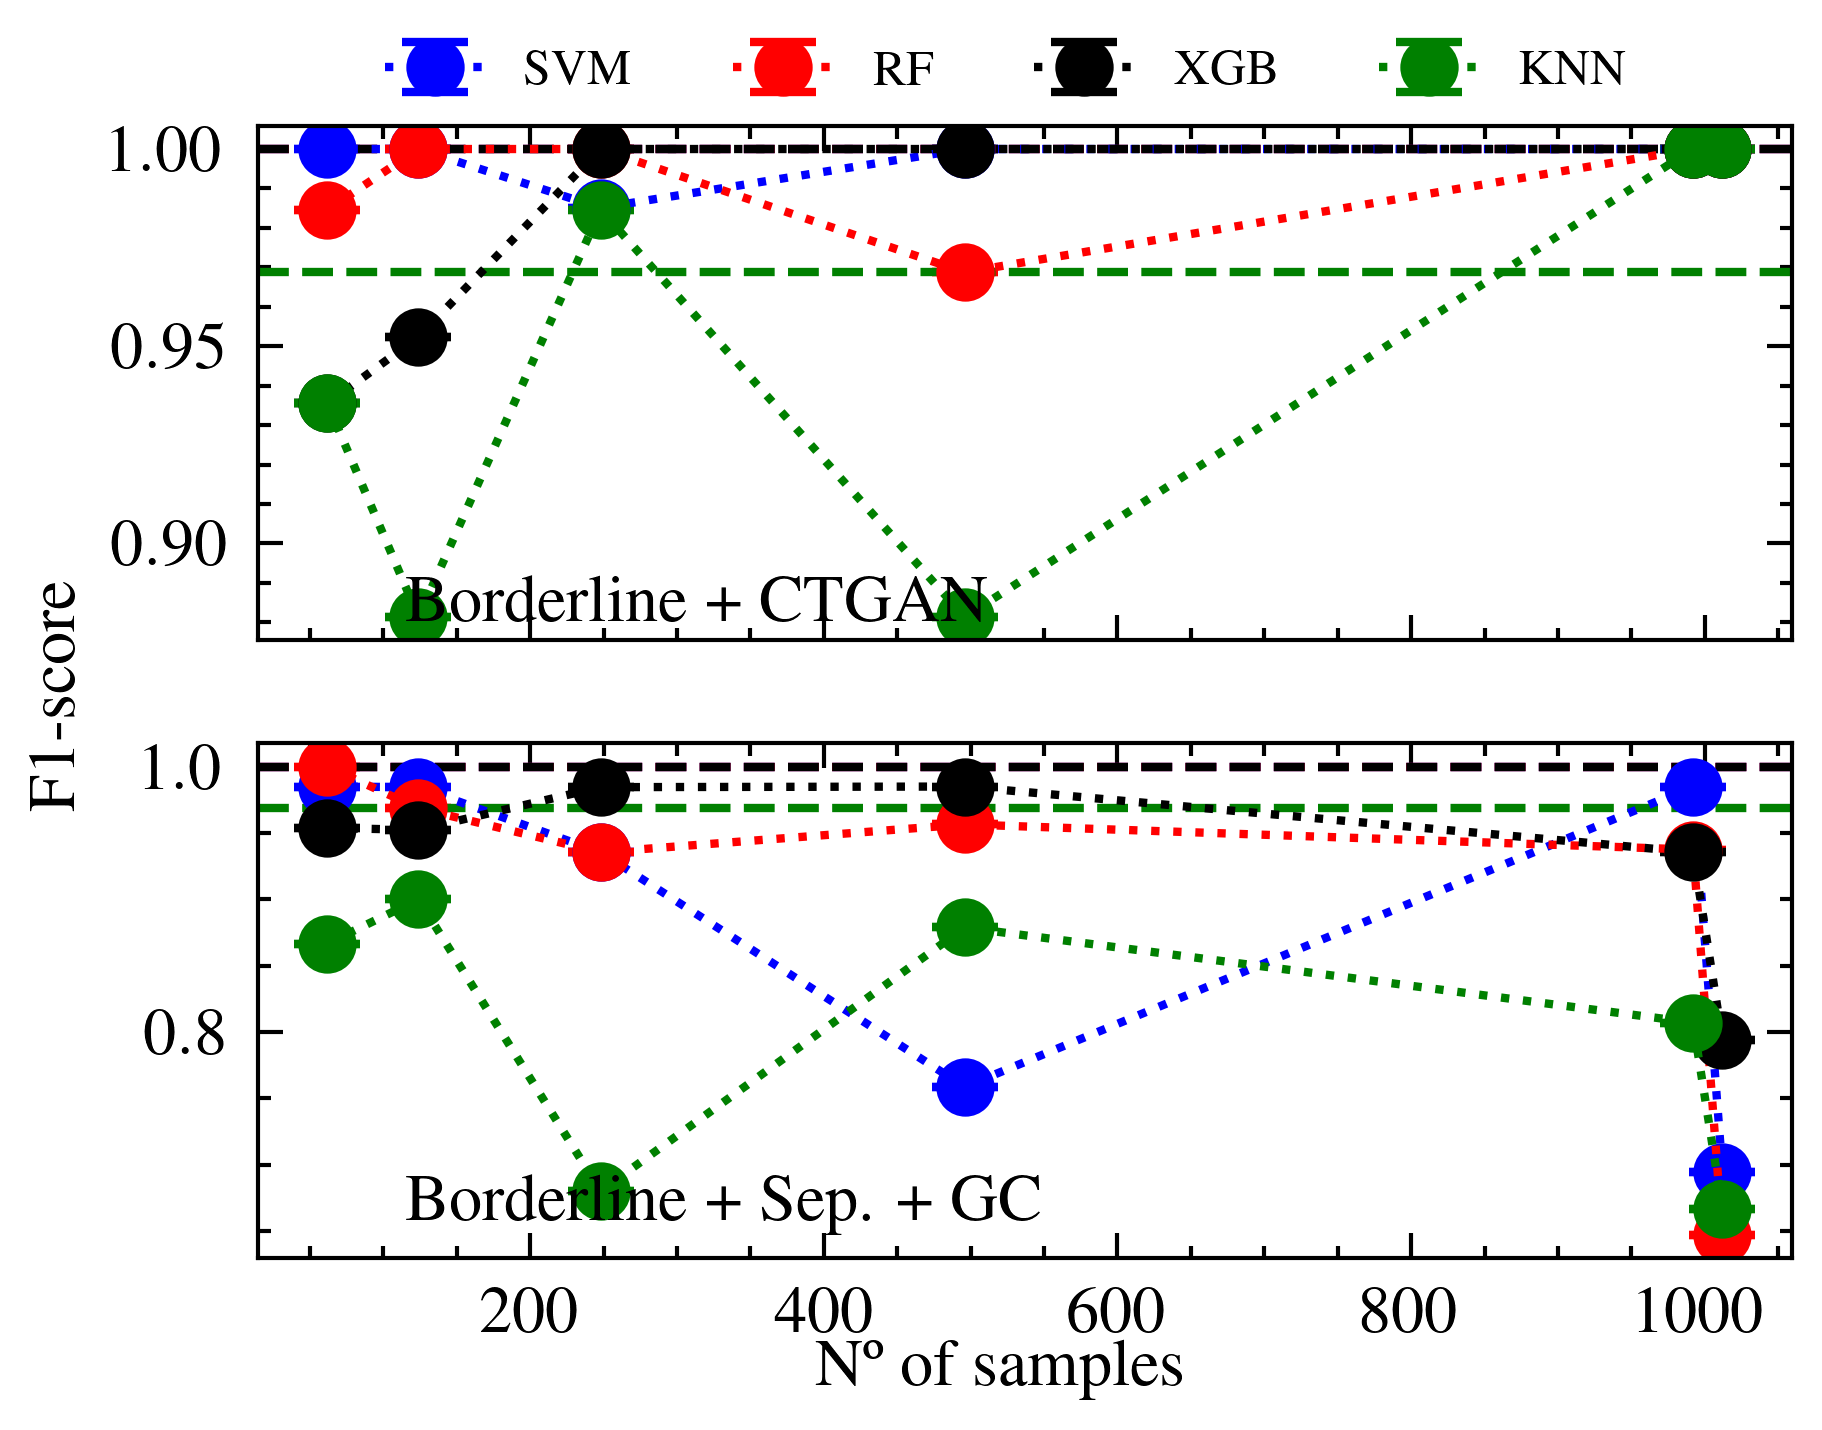 SVM RF XGB KNN
1.00
0.95
0.90
Borderline + CTGAN
F1-score
1.0
0.8
Borderline + Sep. + GC
200 400 600 800 1000
Nº of samples